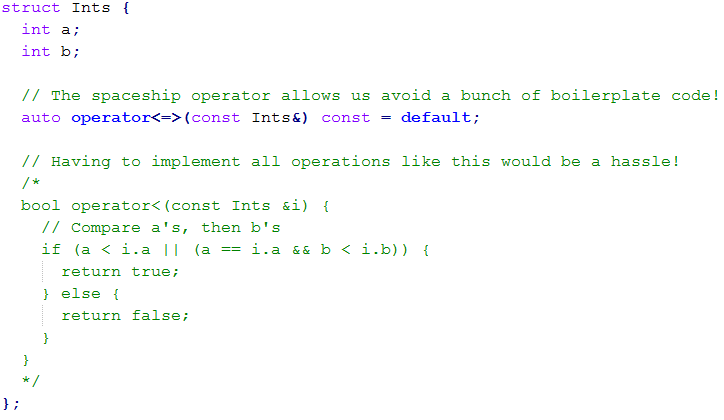 struct Ints {
  int a;
  int b;

  // The spaceship operator allows us avoid a bunch of boilerplate code!
  auto operator<=>(const Ints&) const = default;

  // Having to implement all operations like this would be a hassle!
  /*
  bool operator<(const Ints &i) {
    // Compare a's, then b's
    if (a < i.a || (a == i.a && b < i.b)) {
      return true;
    } else {
      return false;
    }
  }
  */
};